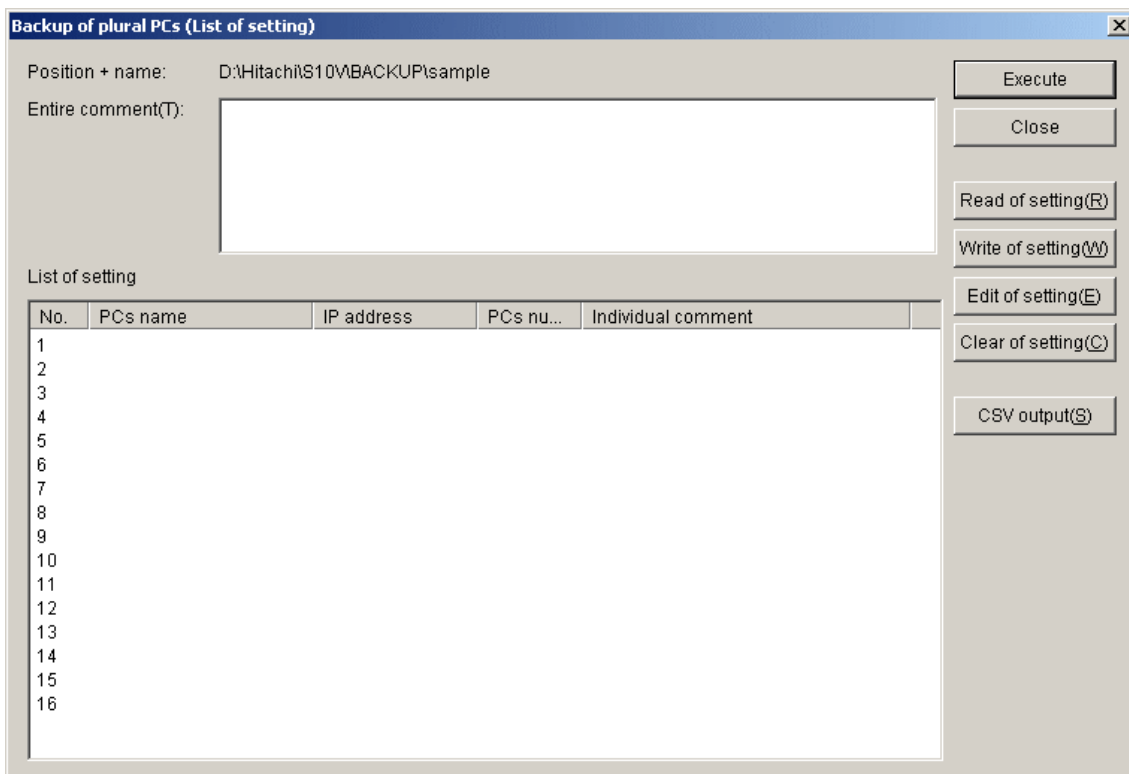 Backup of plural PCs (List of setting)
Position + name: D:\Hitachi\S10V\BACKUP\sample
Execute
Entire comment(T):
Close
Read of setting(R)
Write of setting(W)
List of setting
Edit of setting(E)
No. PCs name IP address PCs nu... Individual comment
Clear of setting(C)
1
2
3
4
CSV output(S)
5
6
7
8
9
10
11
12
13
14
15
16